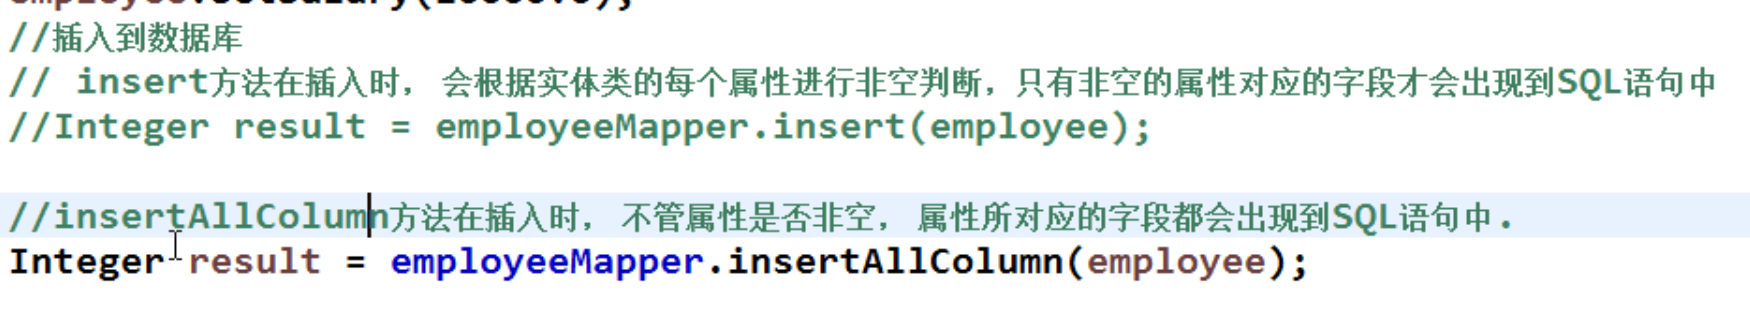 //插入到数据库
// insert方法在插入时， 会根据实体类的每个属性进行非空判断，只有非空的属性对应的字段才会出现到SQL语句中
//Integer result = employeeMapper.insert(employee);
//insertAllColumn方法在插入时， 不管属性是否非空， 属性所对应的字段都会出现到SQL语句中.
Integer result = employeeMapper.insertAllColumn(employee);